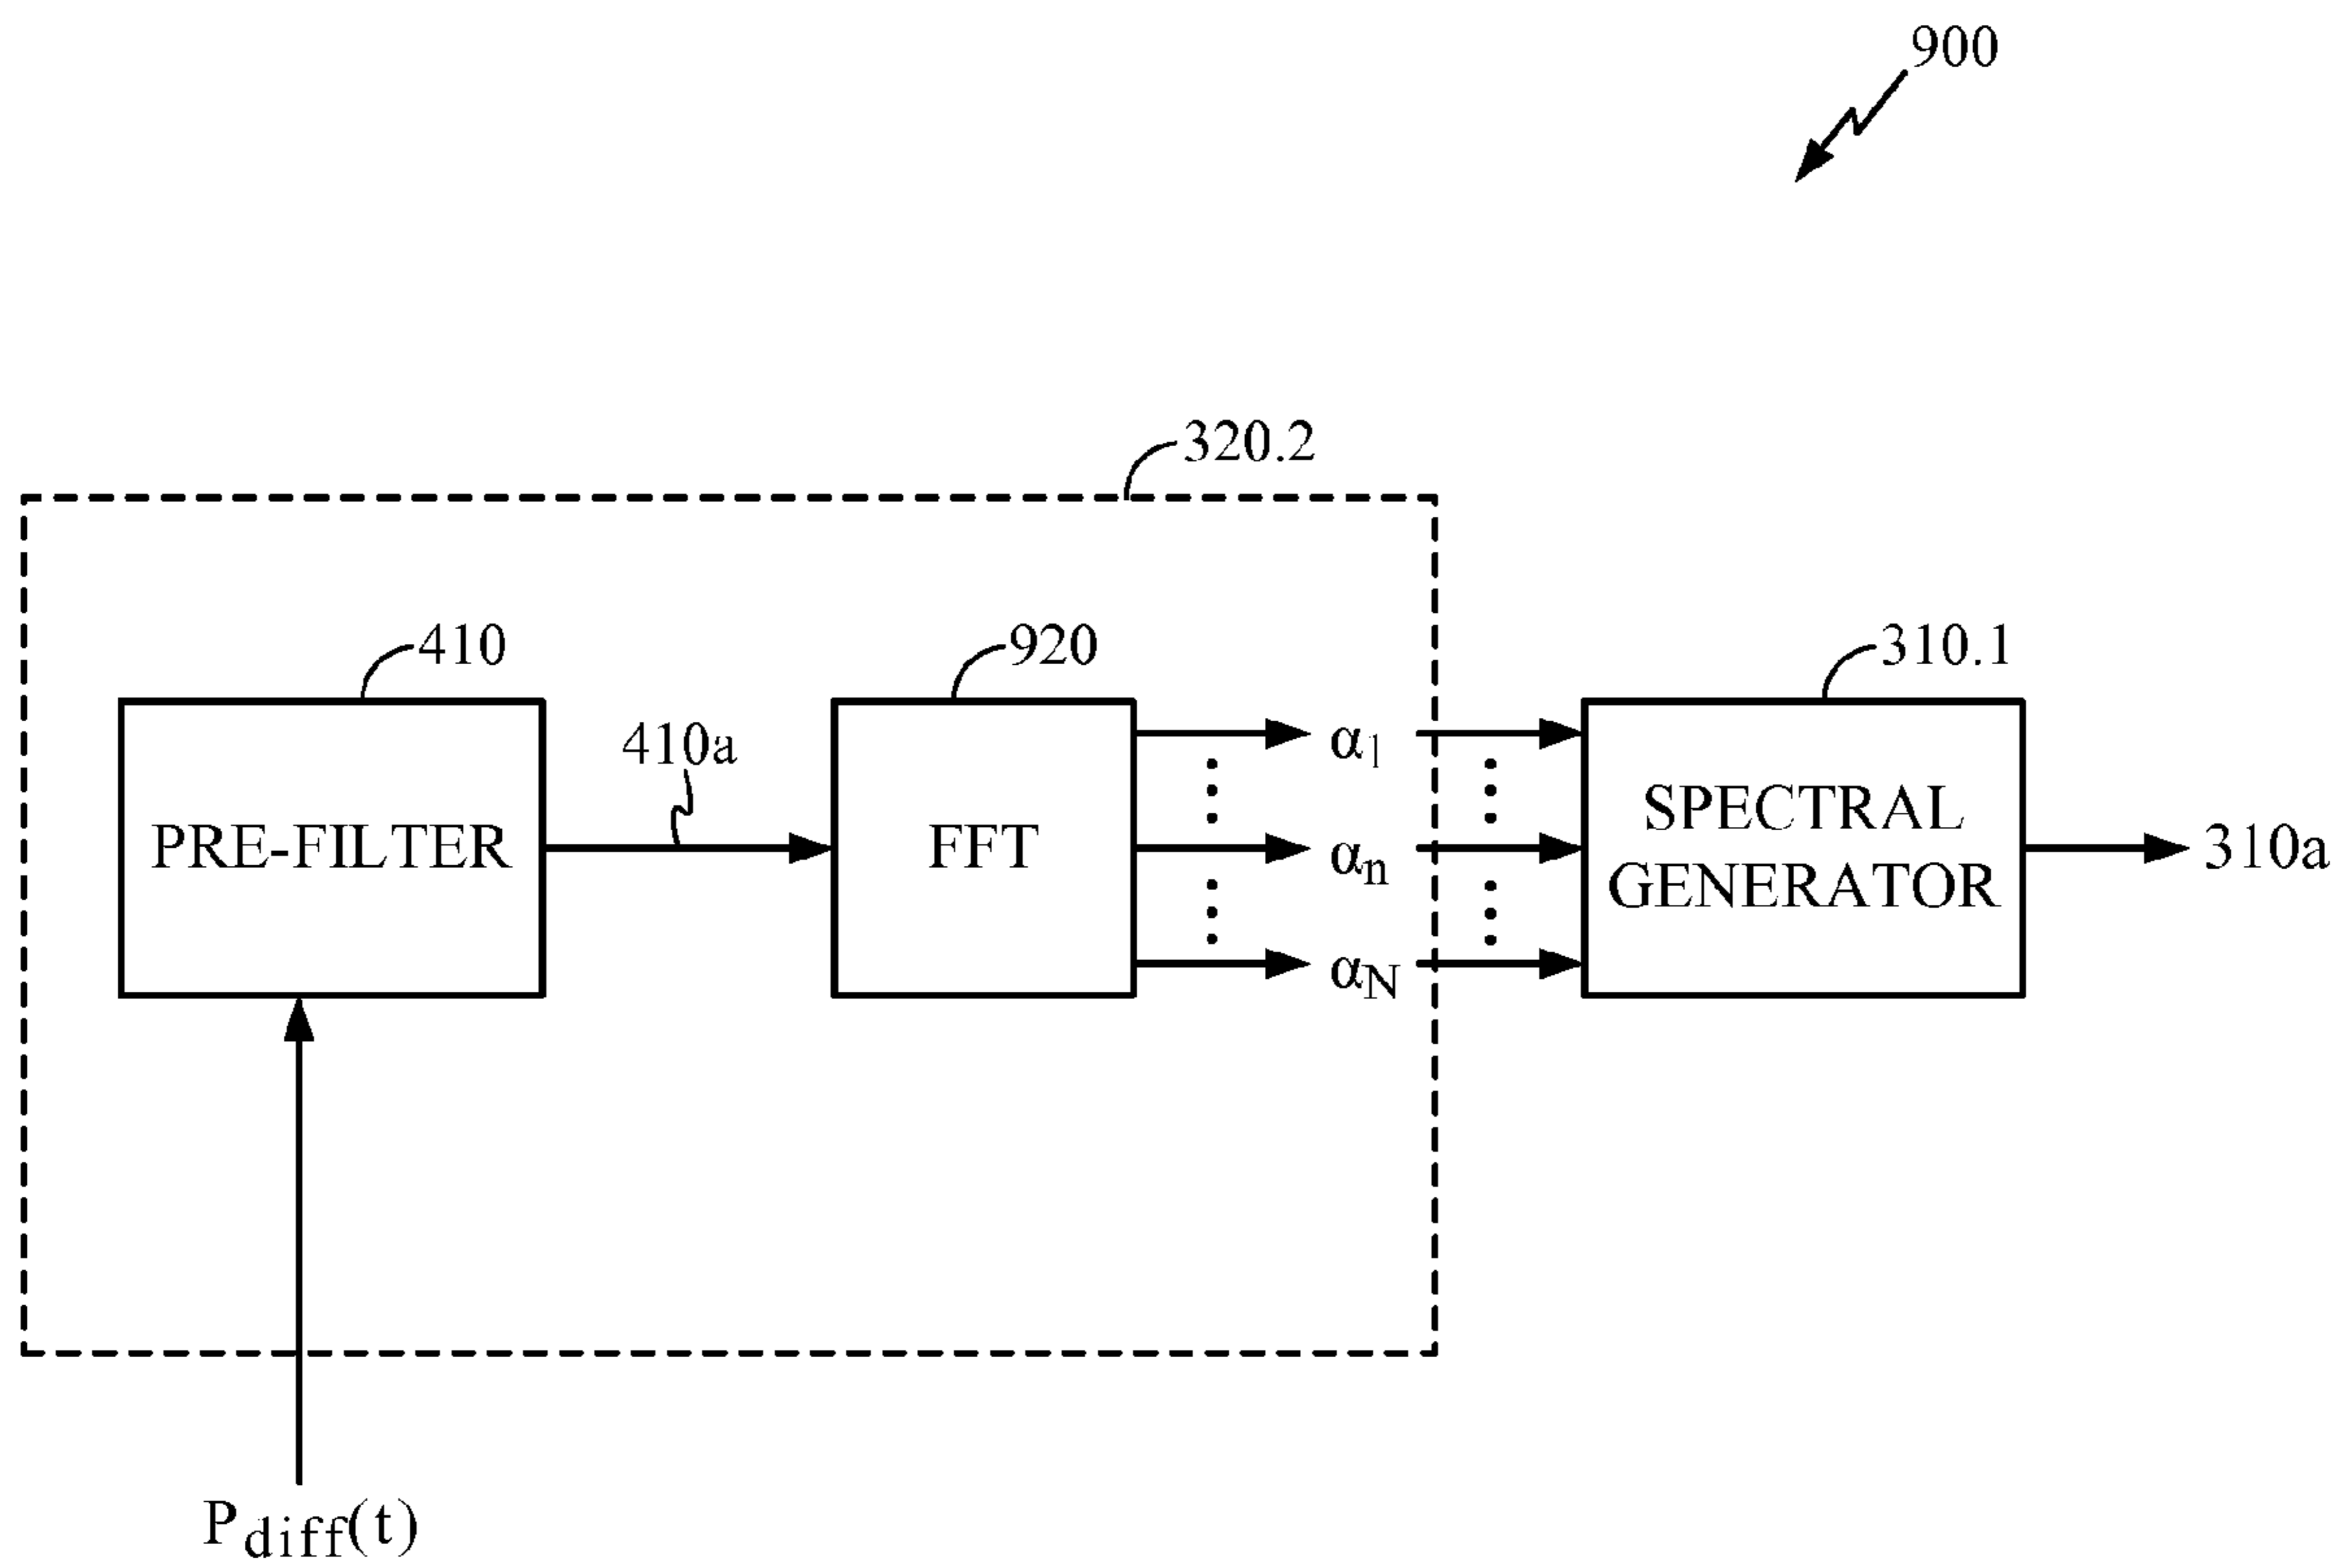 900
320.2
410
920
310.1
410a
PRE-FILTER
FFT
α1
αn
αN
SPECTRAL
GENERATOR
310a
Pdiff(t)